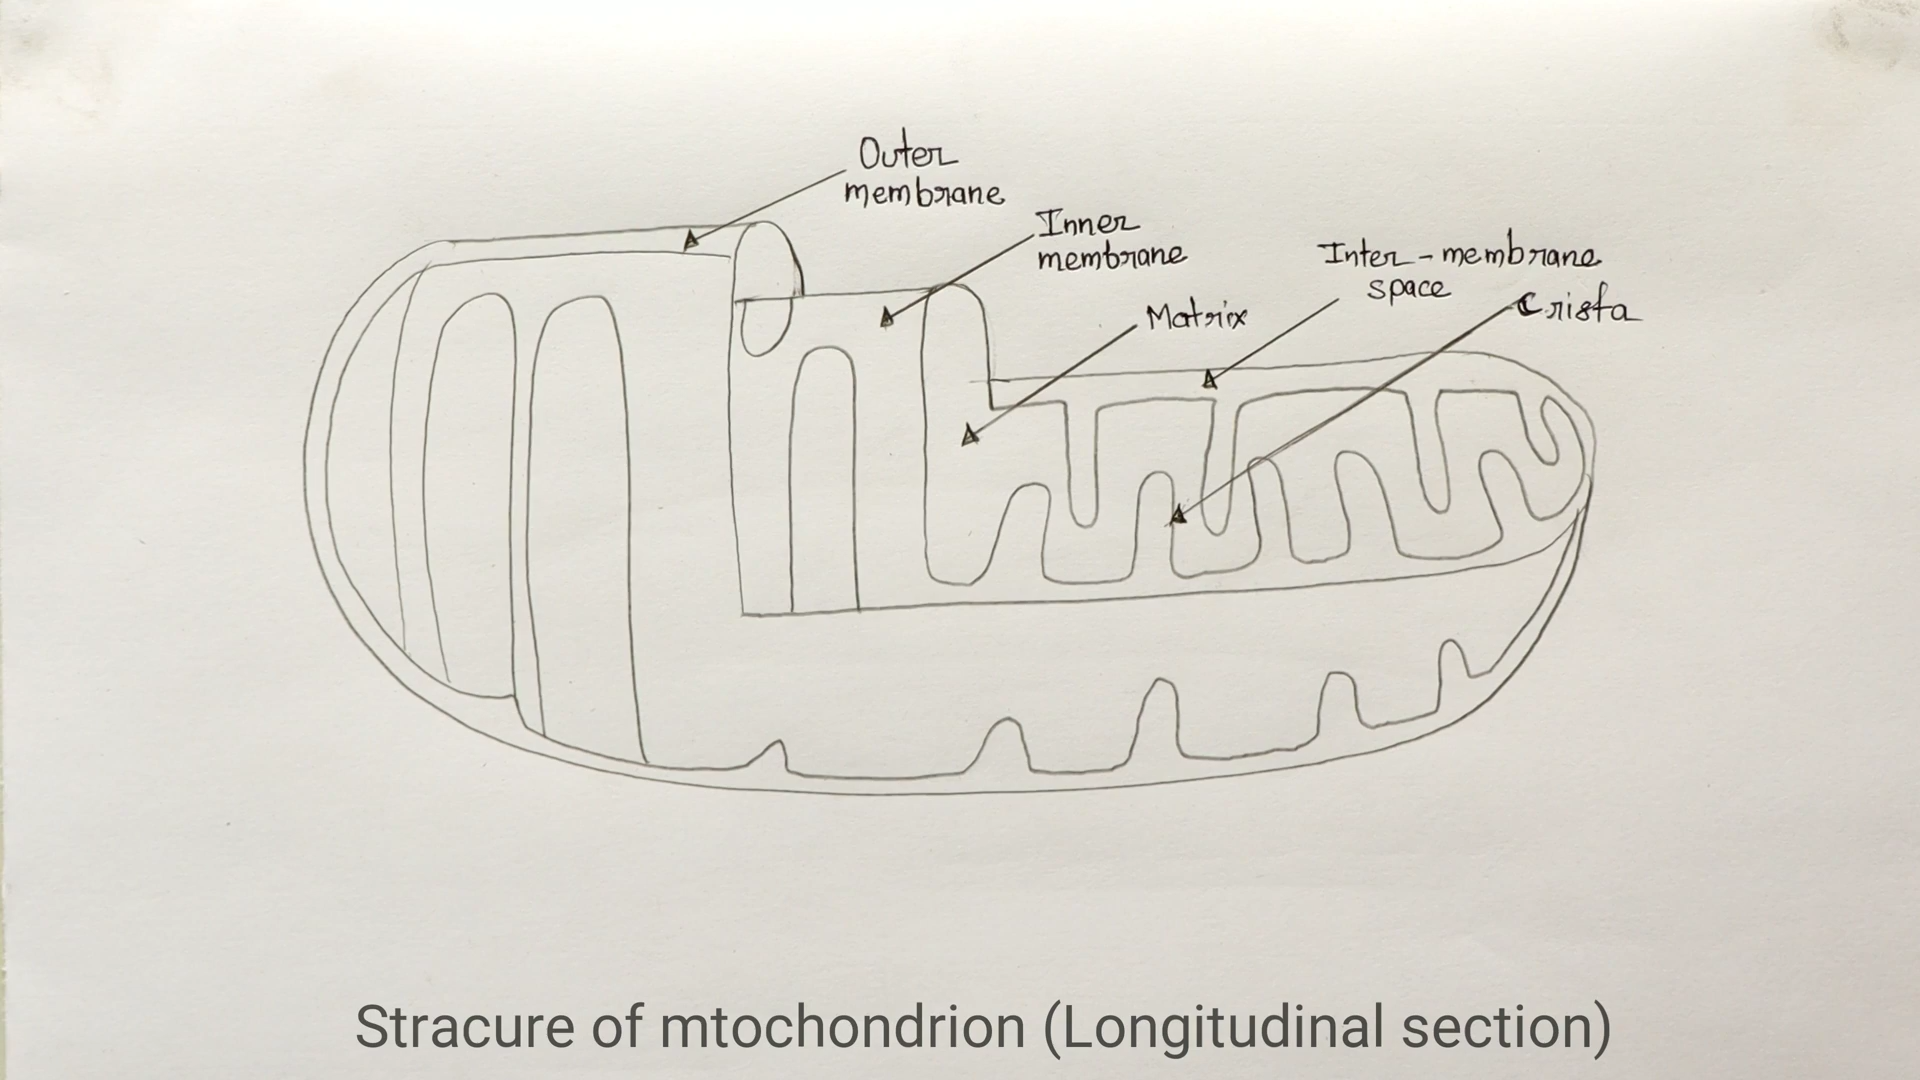 Outer
membrane
Inner
membrane
Inter-membrane
space
Matrix
Crista
Stracure of mtochondrion (Longitudinal section)